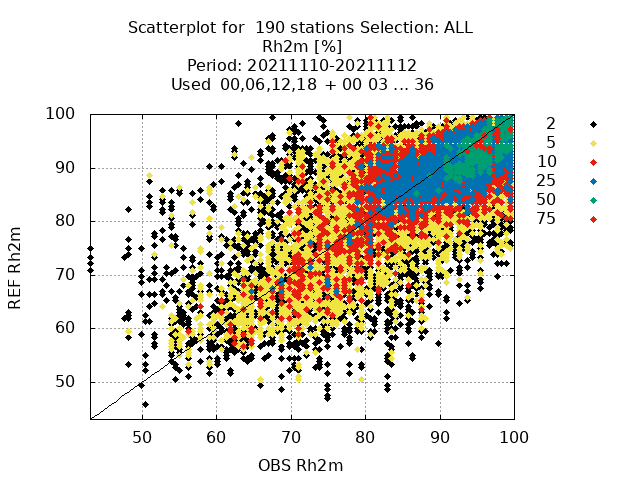 Scatterplot for  190 stations Selection: ALL
Rh2m [%]
Period: 20211110-20211112
Used  00,06,12,18  + 00 03 ... 36
REF Rh2m
100
90
80
70
60
50
50 60 70 80 90 100
OBS Rh2m
2
5
10
25
50
75